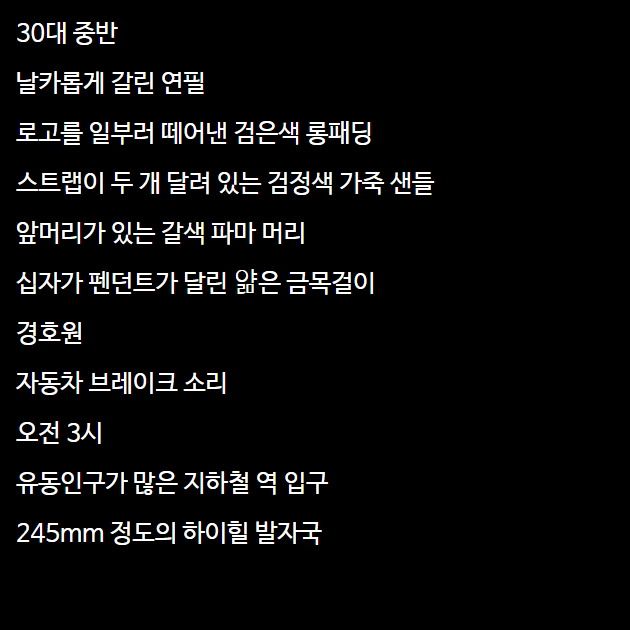 30대 중반
날카롭게 갈린 연필
로고를 일부러 떼어낸 검은색 롱패딩
스트랩이 두 개 달려 있는 검정색 가죽 샌들
앞머리가 있는 갈색 파마 머리
십자가 펜던트가 달린 얊은 금목걸이
경호원
자동차 브레이크 소리
오전 3시
유동인구가 많은 지하철 역 입구
245mm 정도의 하이힐 발자국